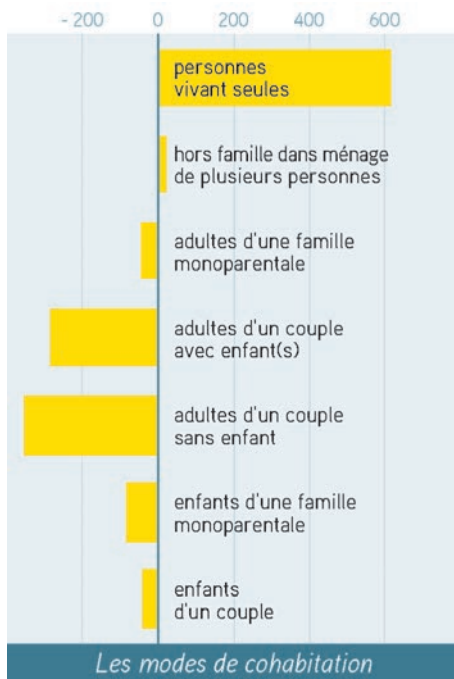 - 200 0 200 400 600
personnes
vivant seules
hors famille dans ménage
de plusieurs personnes
adultes d'une famille
monoparentale
adultes d'un couple
avec enfant(s)
adultes d'un couple
sans enfant
enfants d'une famille
monoparentale
enfants
d'un couple
Les modes de cohabitation